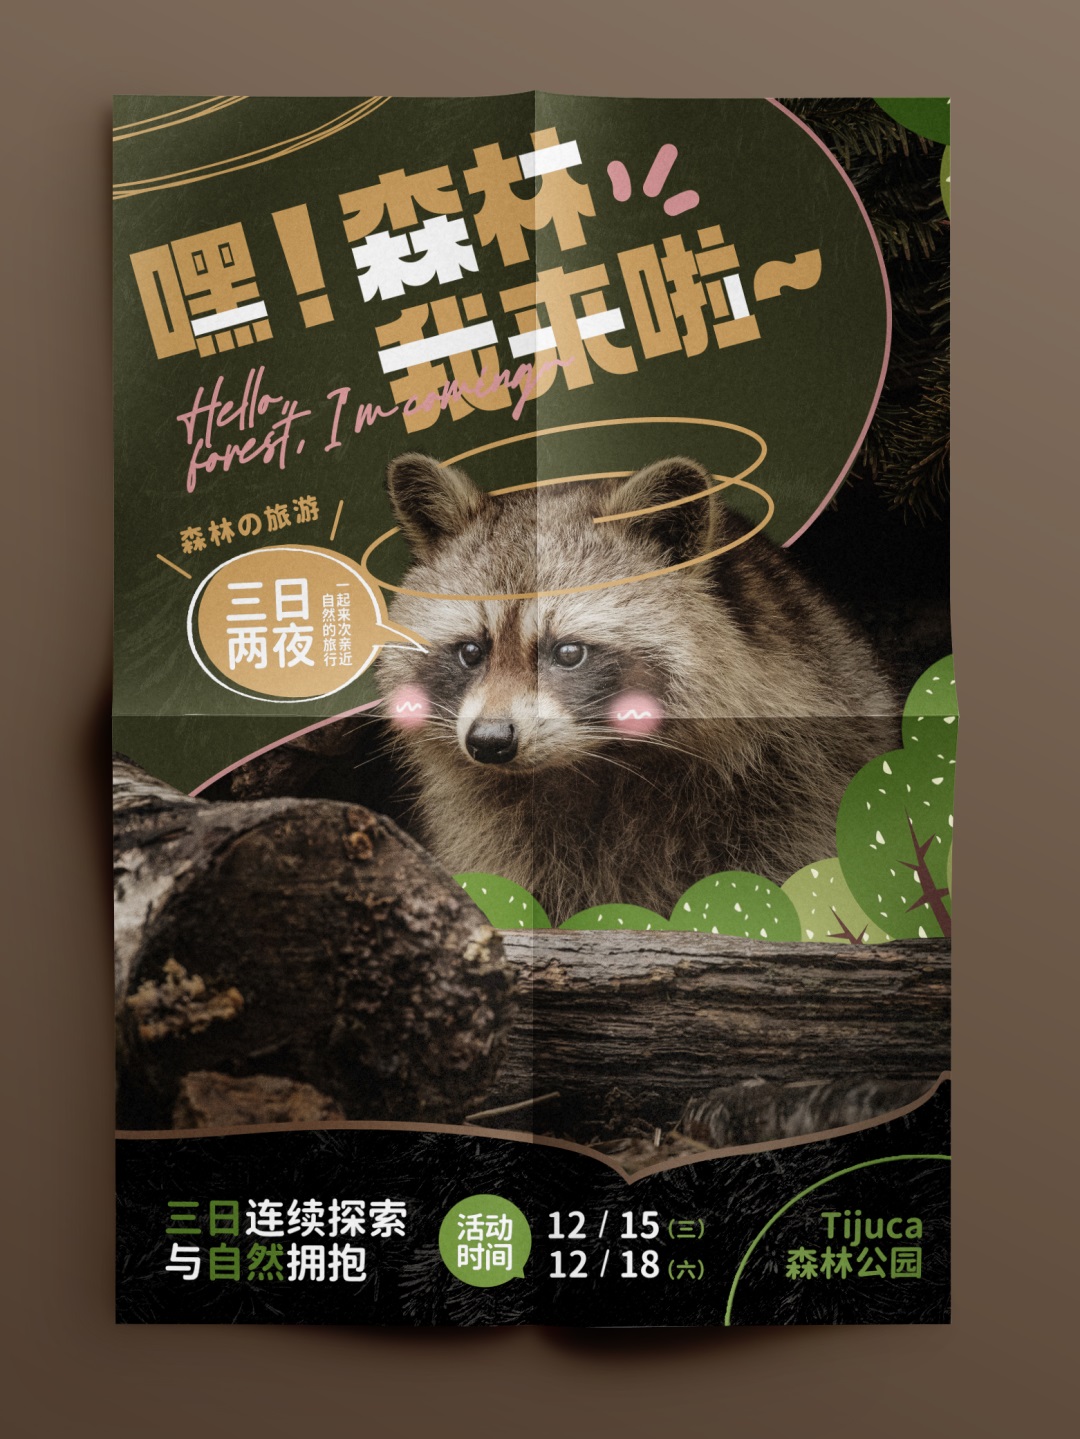 嘿！森林
我来啦~
Hello,
forest, I'm coming~
森林の旅游
三日
两夜
一起来次亲近
自然的旅行
三日连续探索
与自然拥抱
活动
时间
12 / 15 (三)
12 / 18 (六)
Tijuca
森林公园